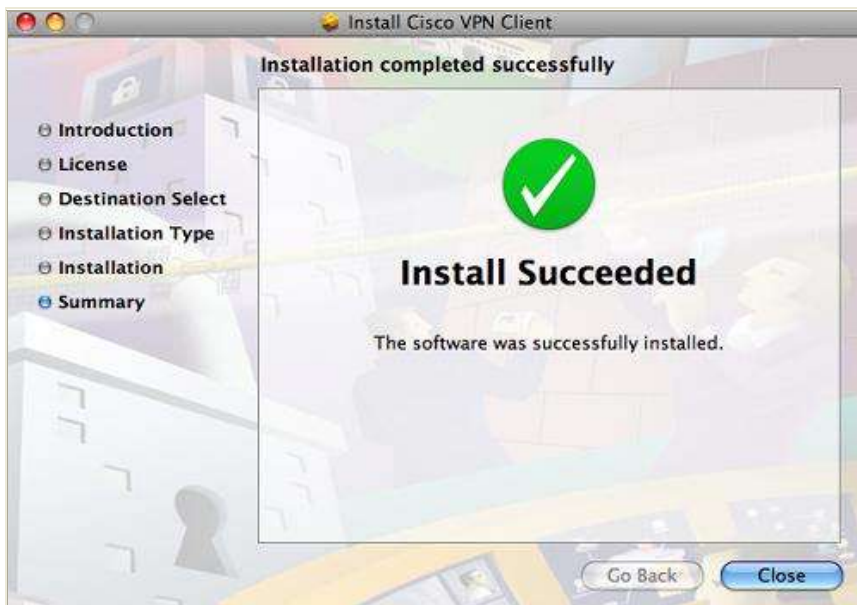 Install Cisco VPN Client
Installation completed successfully
Introduction
License
Destination Select
Installation Type
Installation
Summary
Install Succeeded
The software was successfully installed.
Go Back
Close